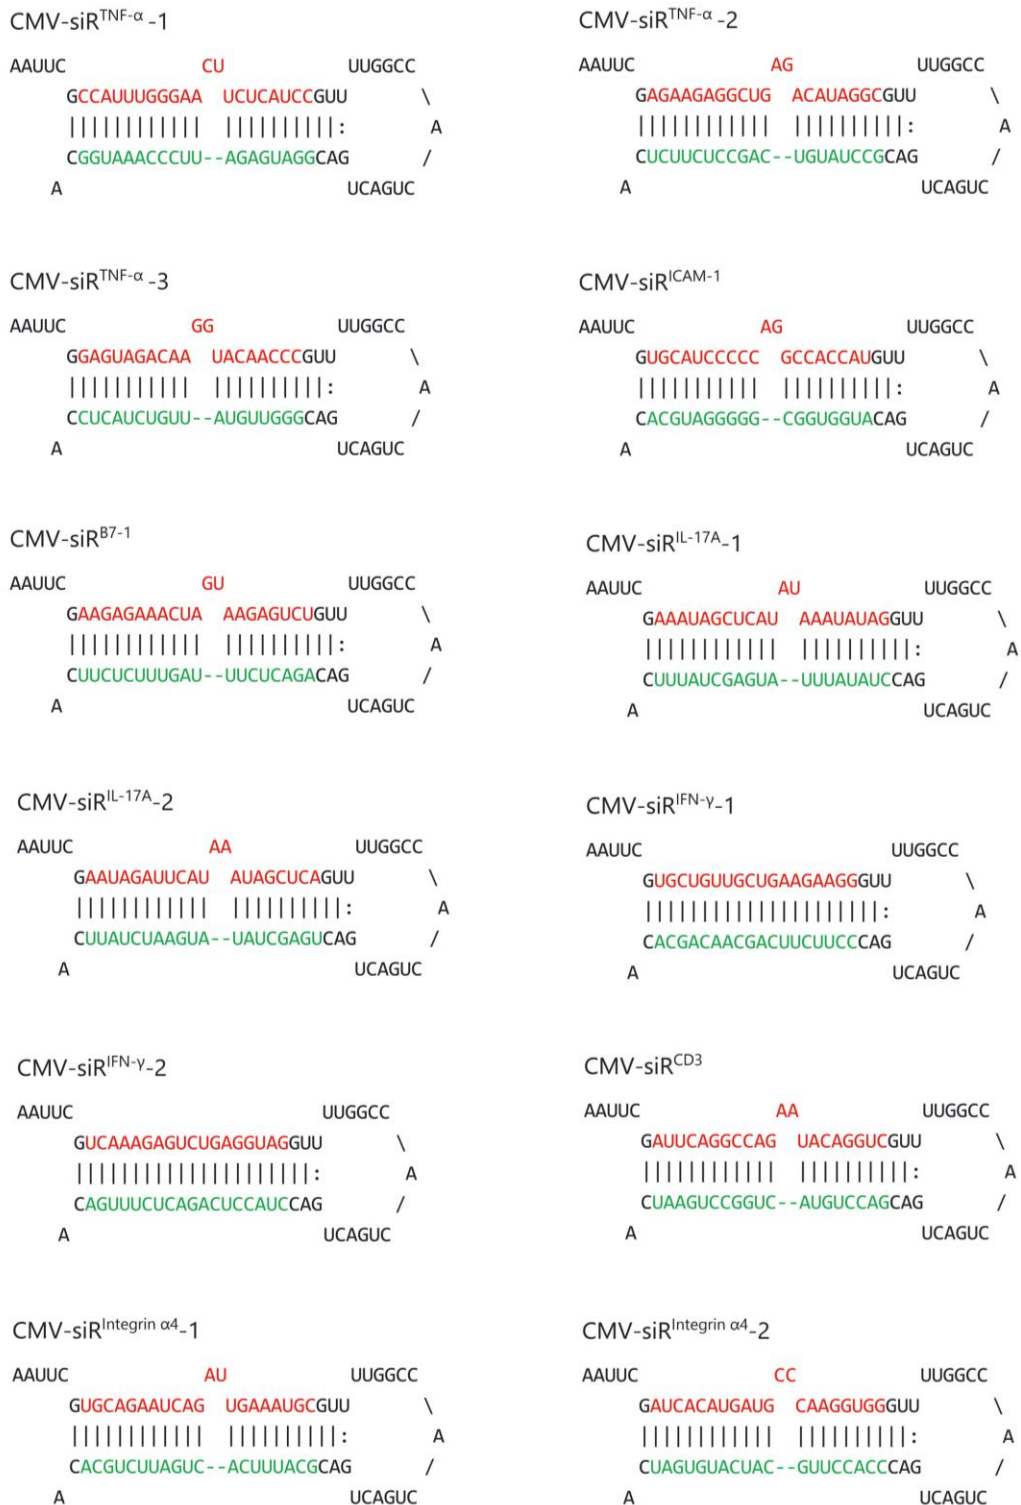 CMV-siR^TNF-α -1
AAUUC CU UUGGCC
GCCAUUUGGGAA UCUCAUCCGUU \
|||||||||||| ||||||||||: A
CGGUAAACCCUU--AGAGUAGGCAG /
A UCAGUC
CMV-siR^TNF-α -2
AAUUC AG UUGGCC
GAGAAGAGGCUG ACAUAGGCGUU \
|||||||||||| ||||||||||: A
CUCUUCUCCGAC--UGUAUCCGCAG /
A UCAGUC
CMV-siR^TNF-α -3
AAUUC GG UUGGCC
GGAGUAGACAA UACAACCCGUU \
||||||||||| ||||||||||: A
CCUCAUCUGUU--AUGUUGGGCAG /
A UCAGUC
CMV-siR^ICAM-1
AAUUC AG UUGGCC
GUGCAUCCCCC GCCACCAUGUU \
||||||||||| ||||||||||: A
CACGUAGGGGG--CGGUGGUACAG /
A UCAGUC
CMV-siR^B7-1
AAUUC GU UUGGCC
GAAGAGAAACUA AAGAGUCUGUU \
|||||||||||| ||||||||||: A
CUUCUCUUUGAU--UUCUCAGACAG /
A UCAGUC
CMV-siR^IL-17A-1
AAUUC AU UUGGCC
GAAAUAGCUCAU AAAUAUAGGUU \
|||||||||||| ||||||||||: A
CUUUAUCGAGUA--UUUAUAUCCAG /
A UCAGUC
CMV-siR^IL-17A-2
AAUUC AA UUGGCC
GAAUAGAUUCAU AUAGCUCAGUU \
|||||||||||| ||||||||||: A
CUUAUCUAAGUA--UAUCGAGUCAG /
A UCAGUC
CMV-siR^IFN-γ-1
AAUUC UUGGCC
GUGCUGUUGCUGAAGAAGGGUU \
|||||||||||||||||||||: A
CACGACAACGACUUCUUCCCAG /
A UCAGUC
CMV-siR^IFN-γ-2
AAUUC UUGGCC
GUCAAAGAGUCUGAGGUAGGUU \
|||||||||||||||||||||: A
CAGUUUCUCAGACUCCAUCCAG /
A UCAGUC
CMV-siR^CD3
AAUUC AA UUGGCC
GAUUCAGGCCAG UACAGGUCGUU \
|||||||||||| ||||||||||: A
CUAAGUCCGGUC--AUGUCCAGCAG /
A UCAGUC
CMV-siR^Integrin α4-1
AAUUC AU UUGGCC
GUGCAGAAUCAG UGAAAUGCGUU \
|||||||||||| ||||||||||: A
CACGUCUUAGUC--ACUUUACGCAG /
A UCAGUC
CMV-siR^Integrin α4-2
AAUUC CC UUGGCC
GAUCACAUGAUG CAAGGUGGGUU \
|||||||||||| ||||||||||: A
CUAGUGUACUAC--GUUCCACCCAG /
A UCAGUC